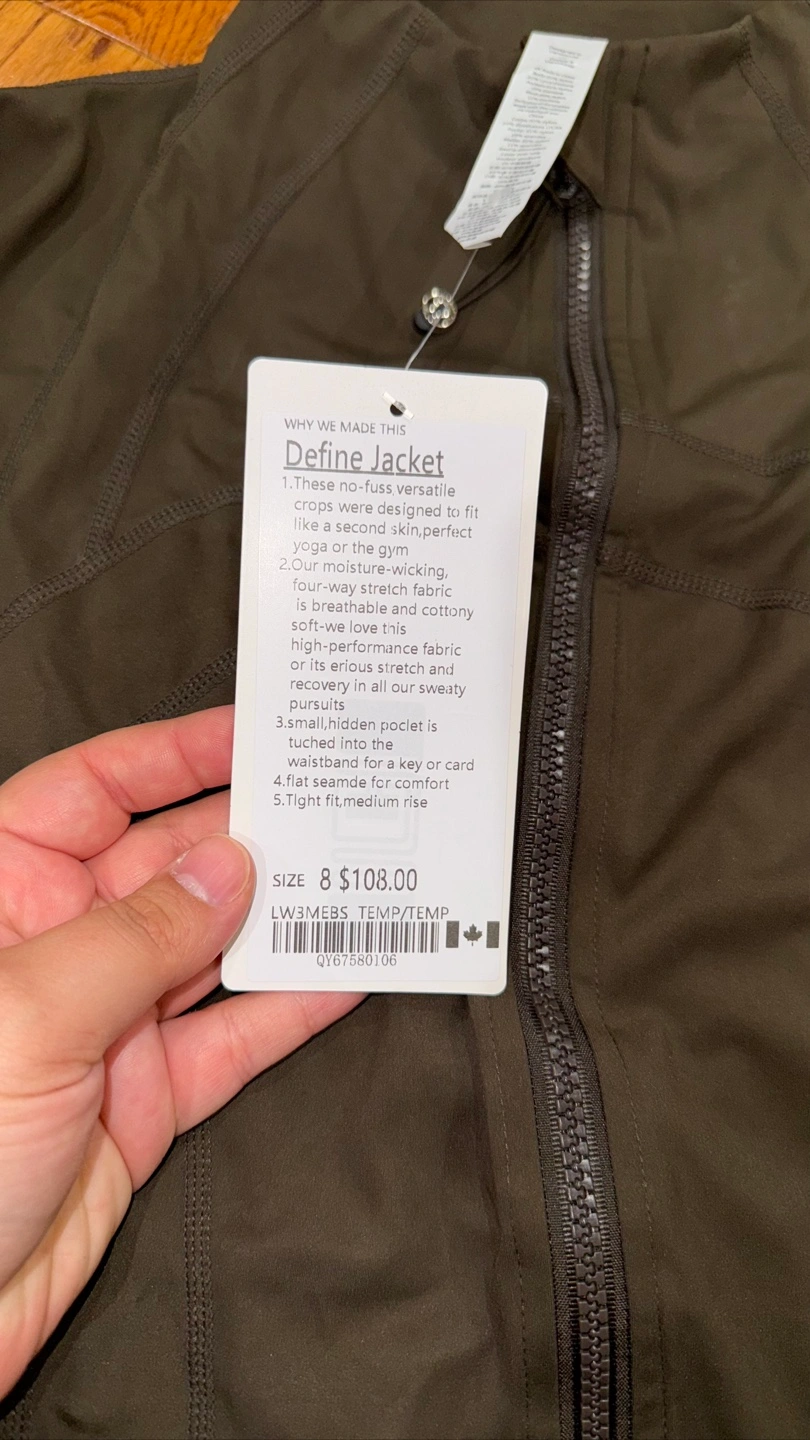 WHY WE MADE THIS
Define Jacket
1.These no-fuss,versatile
crops were designed to fit
like a second skin,perfect
yoga or the gym
2.Our moisture-wicking,
four-way stretch fabric
is breathable and cottony
soft-we love this
high-performance fabric
or its erious stretch and
recovery in all our sweaty
pursuits
3.small,hidden poclet is
tuched into the
waistband for a key or card
4.flat seamde for comfort
5.Tlght fit,medium rise
SIZE 8 $108.00
LW3MEBS TEMP/TEMP
QY67580106